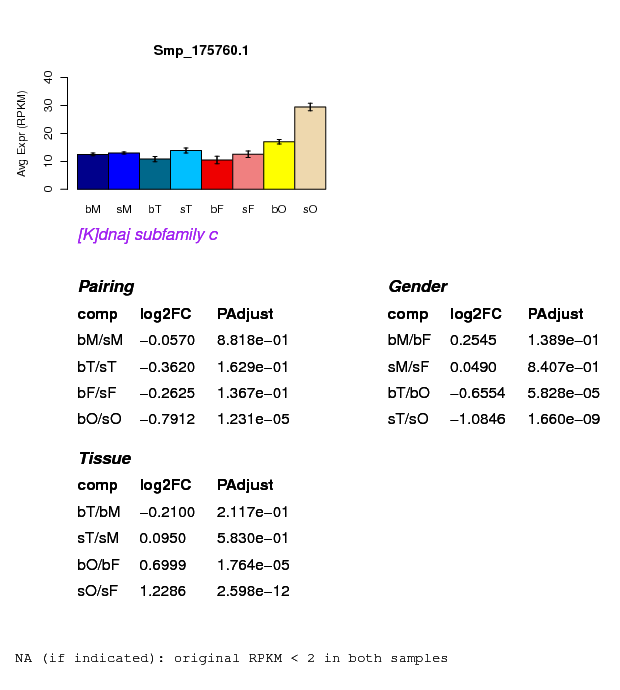 Smp_175760.1
Avg Expr (RPKM)
40
30
20
10
0
bM sM bT sT bF sF bO sO
[K]dnaj subfamily c
Pairing
comp log2FC PAdjust
bM/sM −0.0570 8.818e−01
bT/sT −0.3620 1.629e−01
bF/sF −0.2625 1.367e−01
bO/sO −0.7912 1.231e−05
Gender
comp log2FC PAdjust
bM/bF 0.2545 1.389e−01
sM/sF 0.0490 8.407e−01
bT/bO −0.6554 5.828e−05
sT/sO −1.0846 1.660e−09
Tissue
comp log2FC PAdjust
bT/bM −0.2100 2.117e−01
sT/sM 0.0950 5.830e−01
bO/bF 0.6999 1.764e−05
sO/sF 1.2286 2.598e−12
NA (if indicated): original RPKM < 2 in both samples